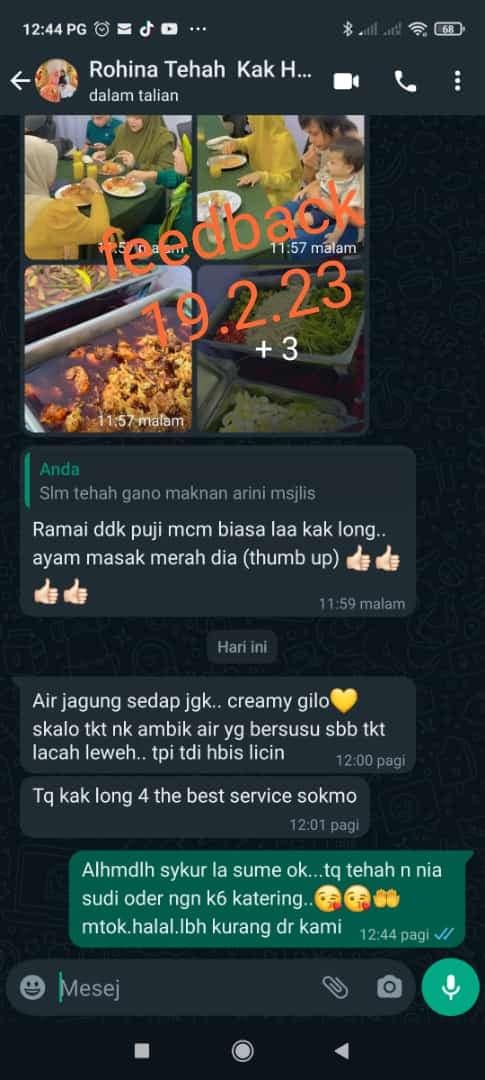 12:44 PG
68
Rohina Tehah Kak H...
dalam talian
11:57 malam
11:57 malam
feedback
19.2.23
+ 3
11:57 malam
Anda
Slm tehah gano maknan arini msjlis
Ramai ddk puji mcm biasa laa kak long..
ayam masak merah dia (thumb up) 👍🏻👍🏻
👍🏻👍🏻
11:59 malam
Hari ini
Air jagung sedap jgk.. creamy gilo💛
skalo tkt nk ambik air yg bersusu sbb tkt
lacah leweh.. tpi tdi hbis licin
12:00 pagi
Tq kak long 4 the best service sokmo
12:01 pagi
Alhmdlh sykur la sume ok...tq tehah n nia
sudi oder ngn k6 katering..😘😘🤲
mtok.halal.lbh kurang dr kami
12:44 pagi
Mesej